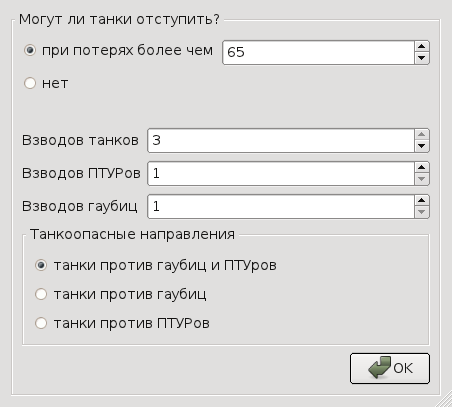 Могут ли танки отступить?
при потерях более чем 65
нет
Взводов танков 3
Взводов ПТУРов 1
Взводов гаубиц 1
Танкоопасные направления
танки против гаубиц и ПТУров
танки против гаубиц
танки против ПТУРов
OK